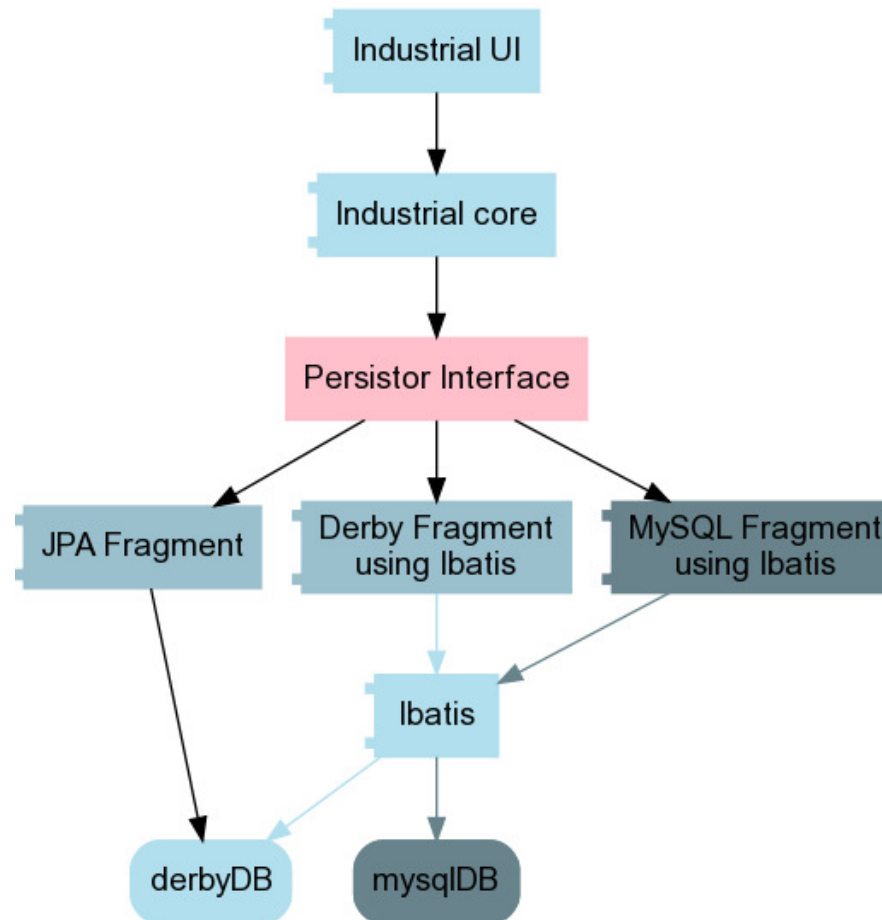 Industrial UI
Industrial core
Persistor Interface
JPA Fragment
Derby Fragment
using Ibatis
MySQL Fragment
using Ibatis
Ibatis
derbyDB
mysqlDB